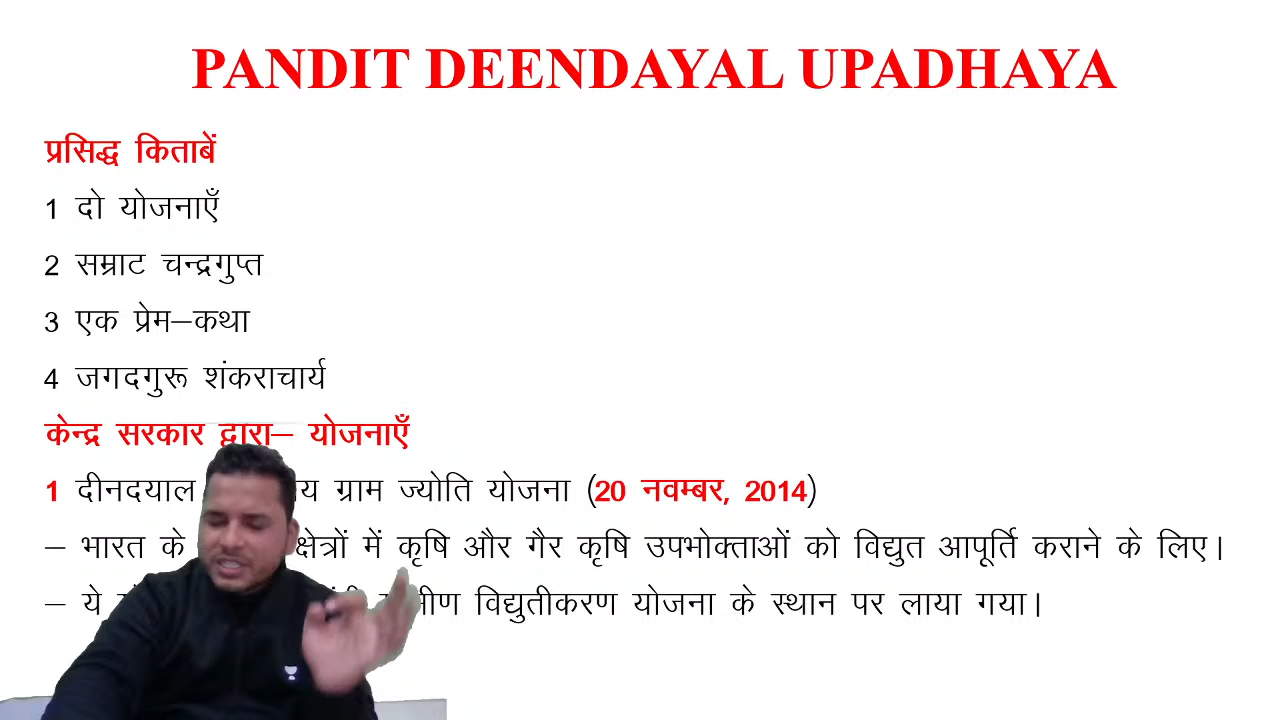 PANDIT DEENDAYAL UPADHAYA
प्रसिद्ध किताबें
1 दो योजनाएँ
2 सम्राट चन्द्रगुप्त
3 एक प्रेम–कथा
4 जगदगुरू शंकराचार्य
केन्द्र सरकार द्वारा– योजनाएँ
1 दीनदयाल ग्राम ज्योति योजना (20 नवम्बर, 2014)
– भारत के क्षेत्रों में कृषि और गैर कृषि उपभोक्ताओं को विद्युत आपूर्ति कराने के लिए।
– ये विद्युतीकरण योजना के स्थान पर लाया गया।